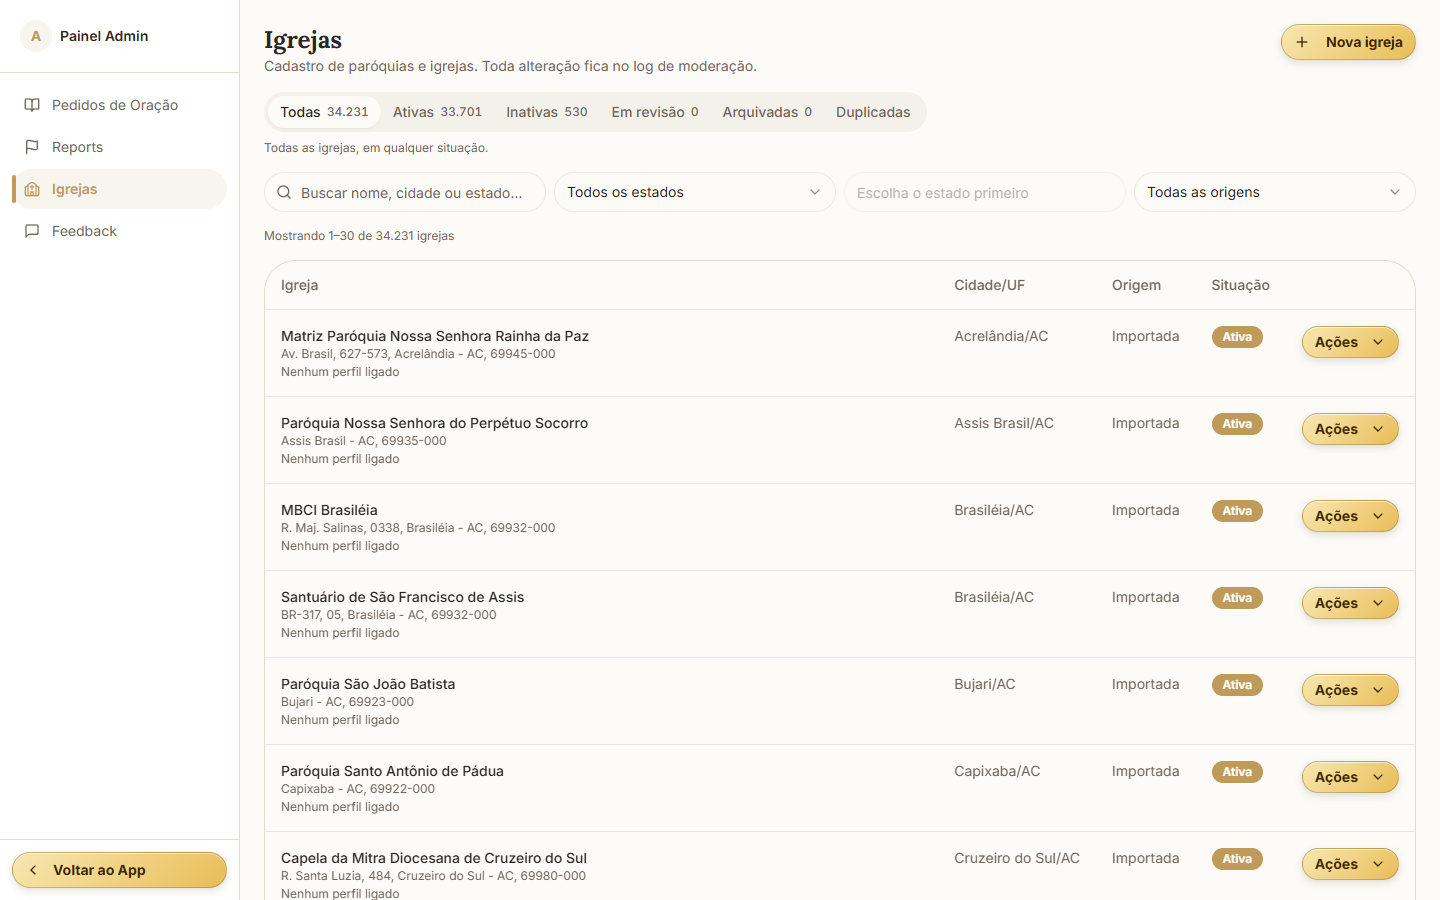 A Painel Admin
Pedidos de Oração
Reports
Igrejas
Feedback
Voltar ao App
Igrejas
Cadastro de paróquias e igrejas. Toda alteração fica no log de moderação.
Nova igreja
Todas 34.231 Ativas 33.701 Inativas 530 Em revisão 0 Arquivadas 0 Duplicadas
Todas as igrejas, em qualquer situação.
Buscar nome, cidade ou estado... Todos os estados Escolha o estado primeiro Todas as origens
Mostrando 1–30 de 34.231 igrejas
Igreja Cidade/UF Origem Situação
Matriz Paróquia Nossa Senhora Rainha da Paz Acrelândia/AC Importada Ativa Ações
Av. Brasil, 627-573, Acrelândia - AC, 69945-000
Nenhum perfil ligado
Paróquia Nossa Senhora do Perpétuo Socorro Assis Brasil/AC Importada Ativa Ações
Assis Brasil - AC, 69935-000
Nenhum perfil ligado
MBCI Brasiléia Brasiléia/AC Importada Ativa Ações
R. Maj. Salinas, 0338, Brasiléia - AC, 69932-000
Nenhum perfil ligado
Santuário de São Francisco de Assis Brasiléia/AC Importada Ativa Ações
BR-317, 05, Brasiléia - AC, 69932-000
Nenhum perfil ligado
Paróquia São João Batista Bujari/AC Importada Ativa Ações
Bujari - AC, 69923-000
Nenhum perfil ligado
Paróquia Santo Antônio de Pádua Capixaba/AC Importada Ativa Ações
Capixaba - AC, 69922-000
Nenhum perfil ligado
Capela da Mitra Diocesana de Cruzeiro do Sul Cruzeiro do Sul/AC Importada Ativa Ações
R. Santa Luzia, 484, Cruzeiro do Sul - AC, 69980-000
Nenhum perfil ligado